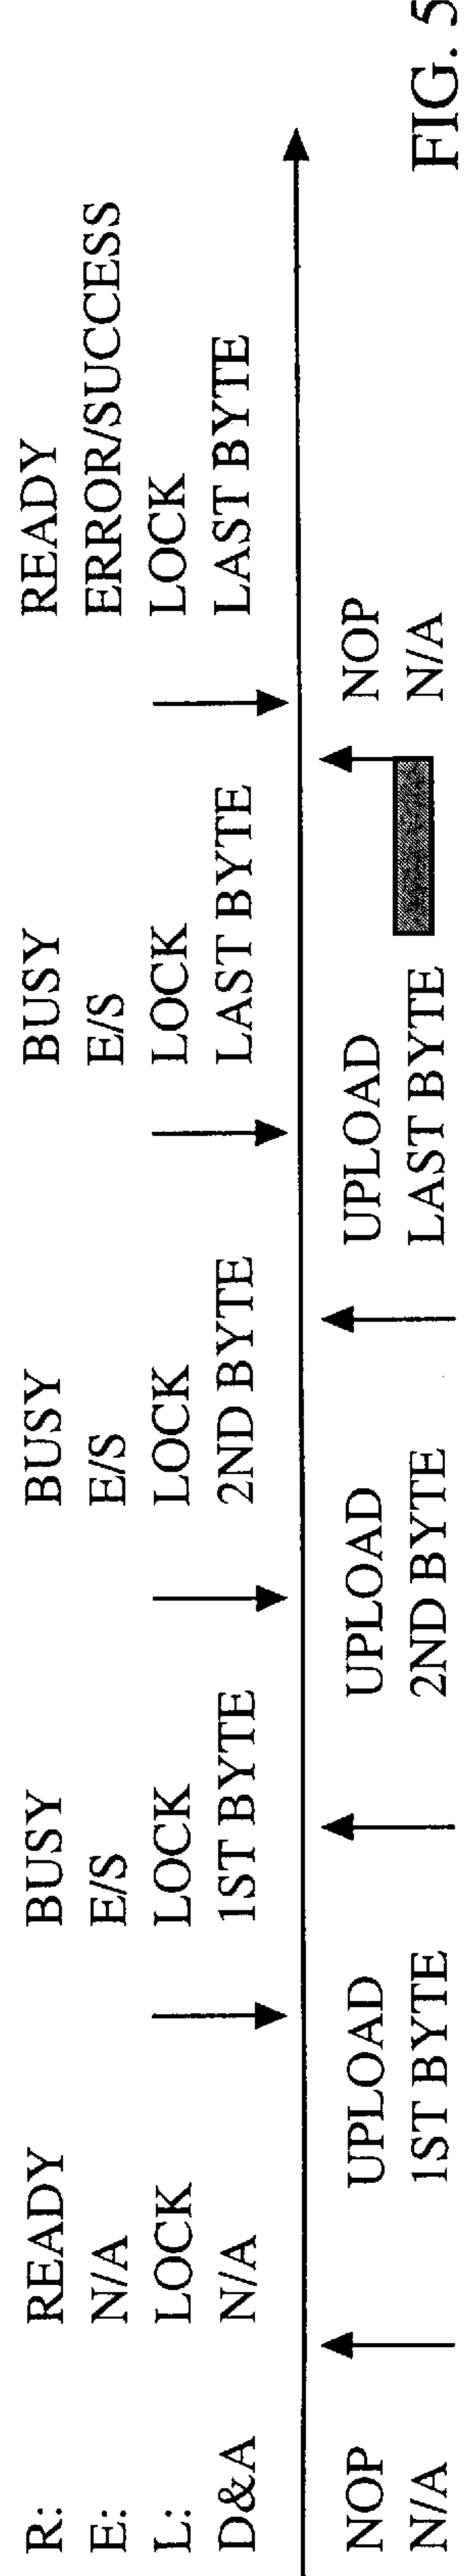 R: READY BUSY BUSY BUSY READY
E: N/A E/S E/S E/S ERROR/SUCCESS
L: LOCK LOCK LOCK LOCK LOCK
D&A N/A 1ST BYTE 2ND BYTE LAST BYTE LAST BYTE
NOP UPLOAD UPLOAD UPLOAD NOP
N/A 1ST BYTE 2ND BYTE LAST BYTE N/A
FIG. 5